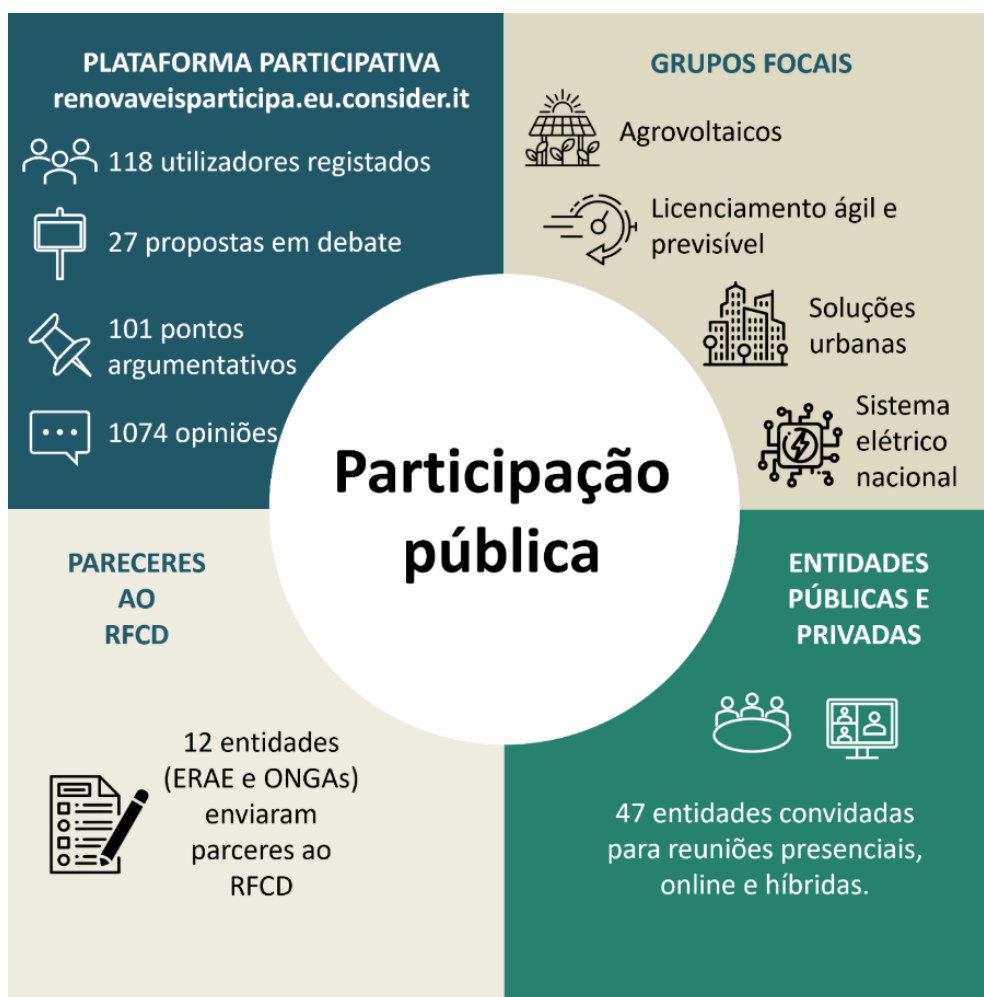 PLATAFORMA PARTICIPATIVA
renovaveisparticipa.eu.consider.it
118 utilizadores registados
27 propostas em debate
101 pontos
argumentativos
1074 opiniões
GRUPOS FOCAIS
Agrovoltaicos
Licenciamento ágil e
previsível
Soluções
urbanas
Sistema
elétrico
nacional
Participação
pública
PARECERES
AO
RFCD
12 entidades
(ERAE e ONGAs)
enviaram
parceres ao
RFCD
ENTIDADES
PÚBLICAS E
PRIVADAS
47 entidades convidadas
para reuniões presenciais,
online e híbridas.